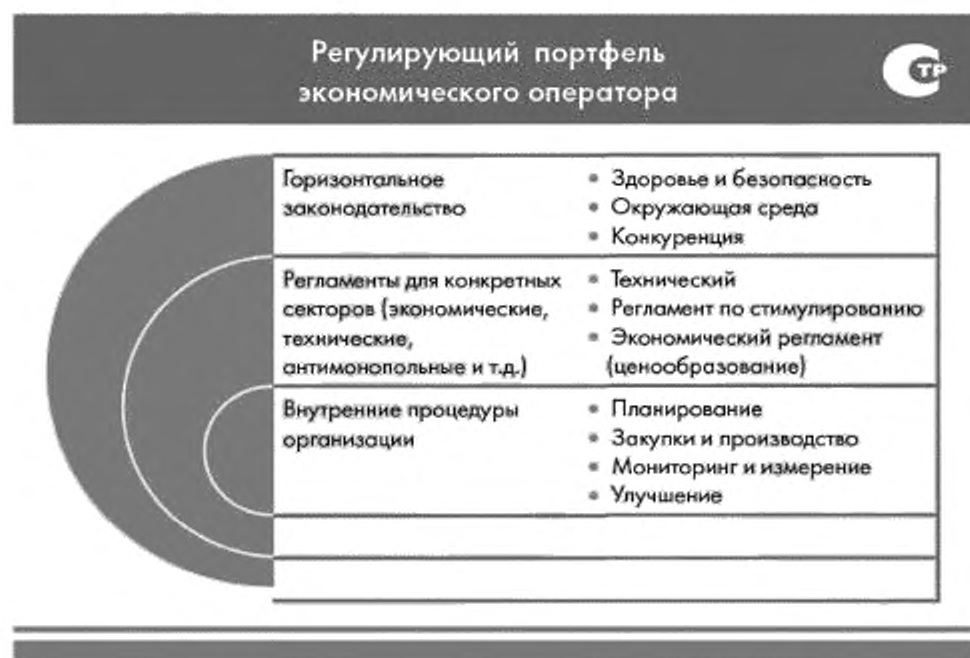 Регулирующий портфель
экономического оператора
СТР
Горизонтальное
законодательство
• Здоровье и безопасность
• Окружающая среда
• Конкуренция
Регламенты для конкретных
секторов (экономические,
технические,
антимонопольные и т.д.)
• Технический
• Регламент по стимулированию
• Экономический регламент
(ценообразование)
Внутренние процедуры
организации
• Планирование
• Закупки и производство
• Мониторинг и измерение
• Улучшение